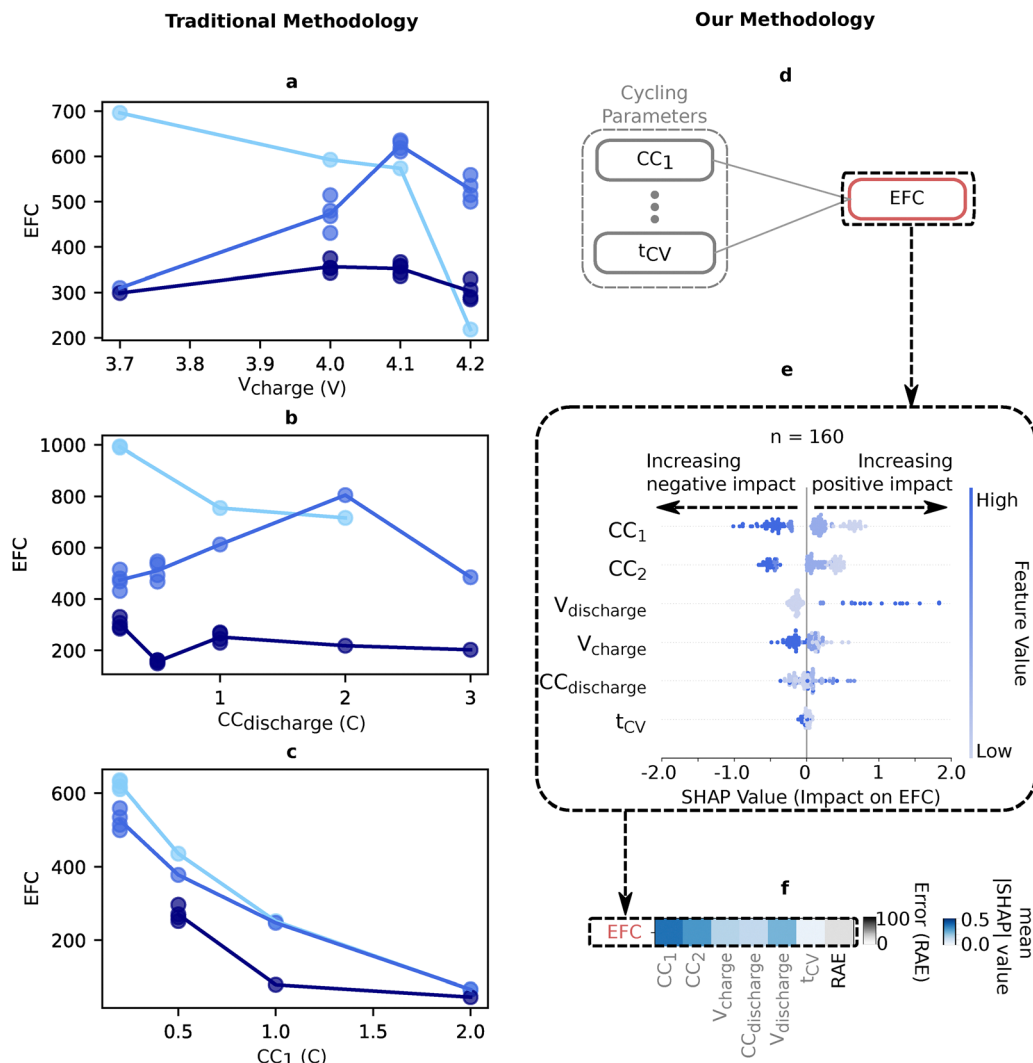 Traditional Methodology
a
700
600
500
400
300
200
EFC
3.7
3.8
3.9
4.0
4.1
4.2
Vcharge (V)
b
1000
800
600
400
200
EFC
1
2
3
CCdischarge (C)
c
600
400
200
EFC
0.5
1.0
1.5
2.0
CC1 (C)
Our Methodology
d
Cycling
Parameters
CC1
tCV
EFC
e
n = 160
Increasing
negative impact
Increasing
positive impact
High
Feature Value
Low
CC1
CC2
Vdischarge
Vcharge
CCdischarge
tCV
-2.0
-1.0
0
1
2.0
SHAP Value (Impact on EFC)
f
EFC
CC1
CC2
Vcharge
CCdischarge
Vdischarge
tCV
RAE
100
0
Error (RAE)
0.5
0.0
mean
|SHAP| value